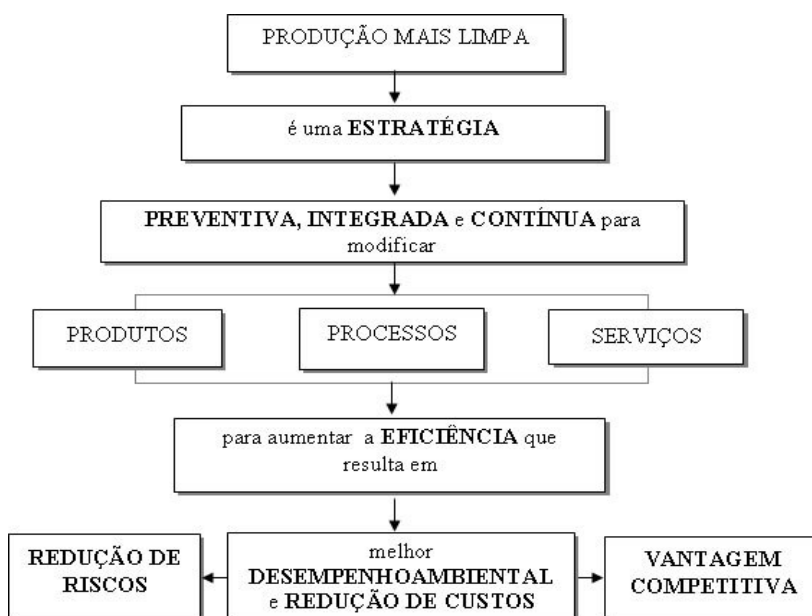 PRODUÇÃO MAIS LIMPA
é uma ESTRATÉGIA
PREVENTIVA, INTEGRADA e CONTÍNUA para
modificar
PRODUTOS
PROCESSOS
SERVIÇOS
para aumentar a EFICIÊNCIA que
resulta em
REDUÇÃO DE
RISCOS
melhor
DESEMPENHOAMBIENTAL
e REDUÇÃO DE CUSTOS
VANTAGEM
COMPETITIVA